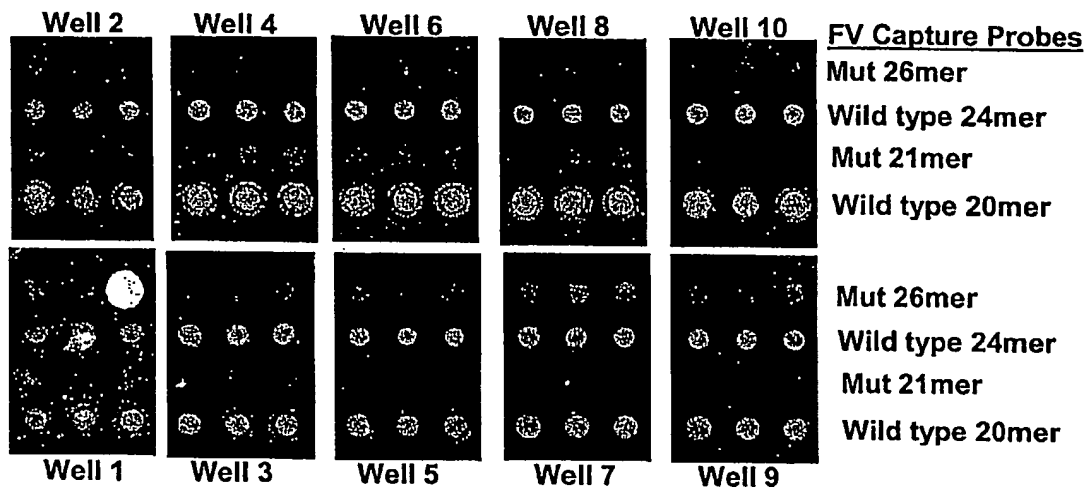 Well 2 Well 4 Well 6 Well 8 Well 10
FV Capture Probes
Mut 26mer
Wild type 24mer
Mut 21mer
Wild type 20mer
Mut 26mer
Wild type 24mer
Mut 21mer
Wild type 20mer
Well 1 Well 3 Well 5 Well 7 Well 9